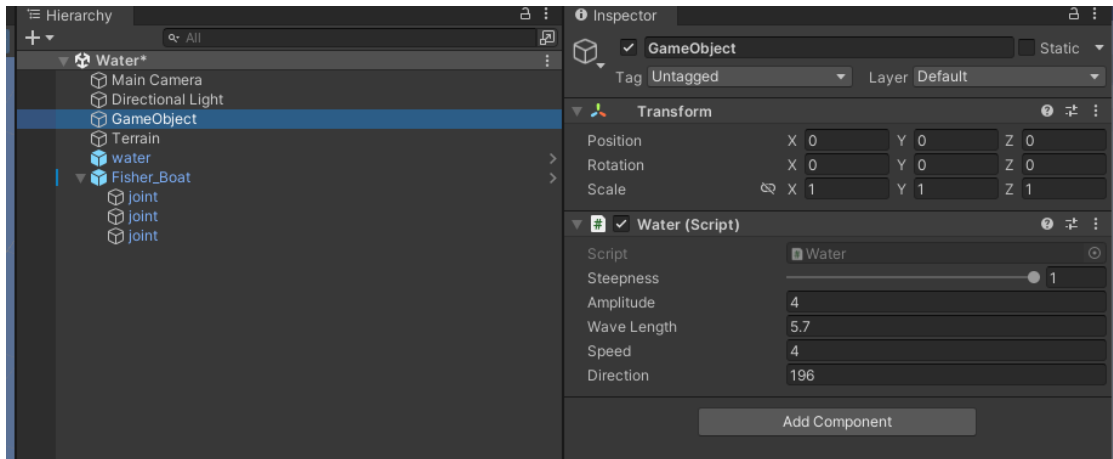 Hierarchy
All
Water*
Main Camera
Directional Light
GameObject
Terrain
water
Fisher_Boat
joint
joint
joint
Inspector
GameObject Static
Tag Untagged Layer Default
Transform
Position X 0 Y 0 Z 0
Rotation X 0 Y 0 Z 0
Scale X 1 Y 1 Z 1
# Water (Script)
Script Water
Steepness 1
Amplitude 4
Wave Length 5.7
Speed 4
Direction 196
Add Component